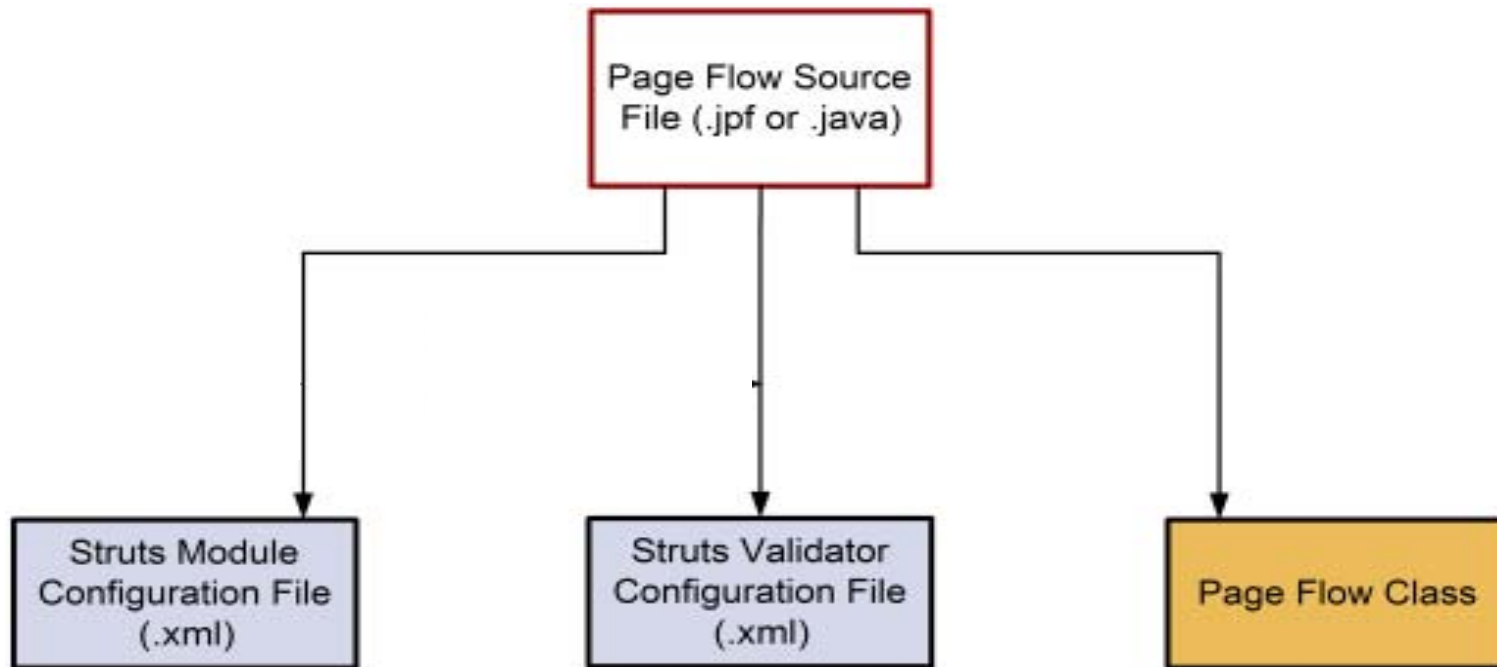 Page Flow Source
File (.jpf or .java)
Struts Module
Configuration File
(.xml)
Struts Validator
Configuration File
(.xml)
Page Flow Class